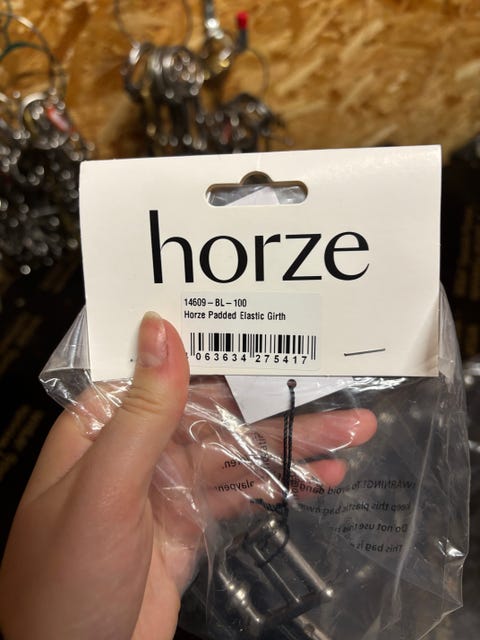 horze
14609-BL-100
Horze Padded Elastic Girth
063634 275417
WARNING! To avoid dang
keep this plastic bag away
Do not use this
This bag is